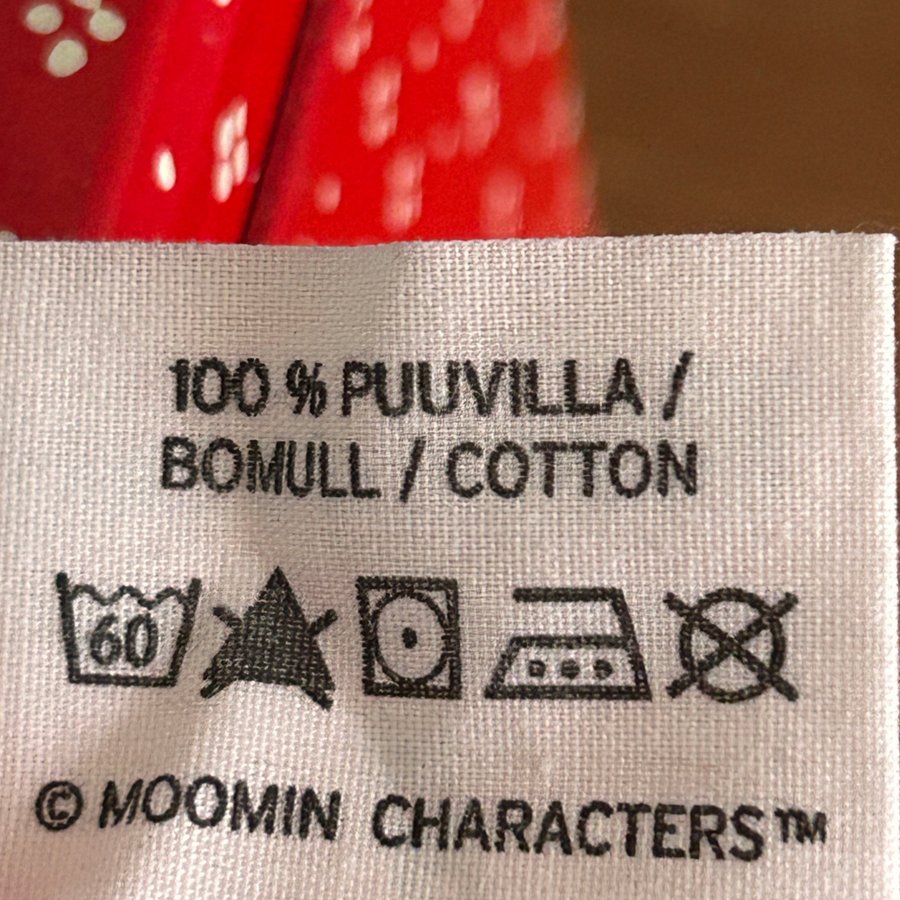 100 % PUUVILLA /
BOMULL / COTTON
60
© MOOMIN CHARACTERS™